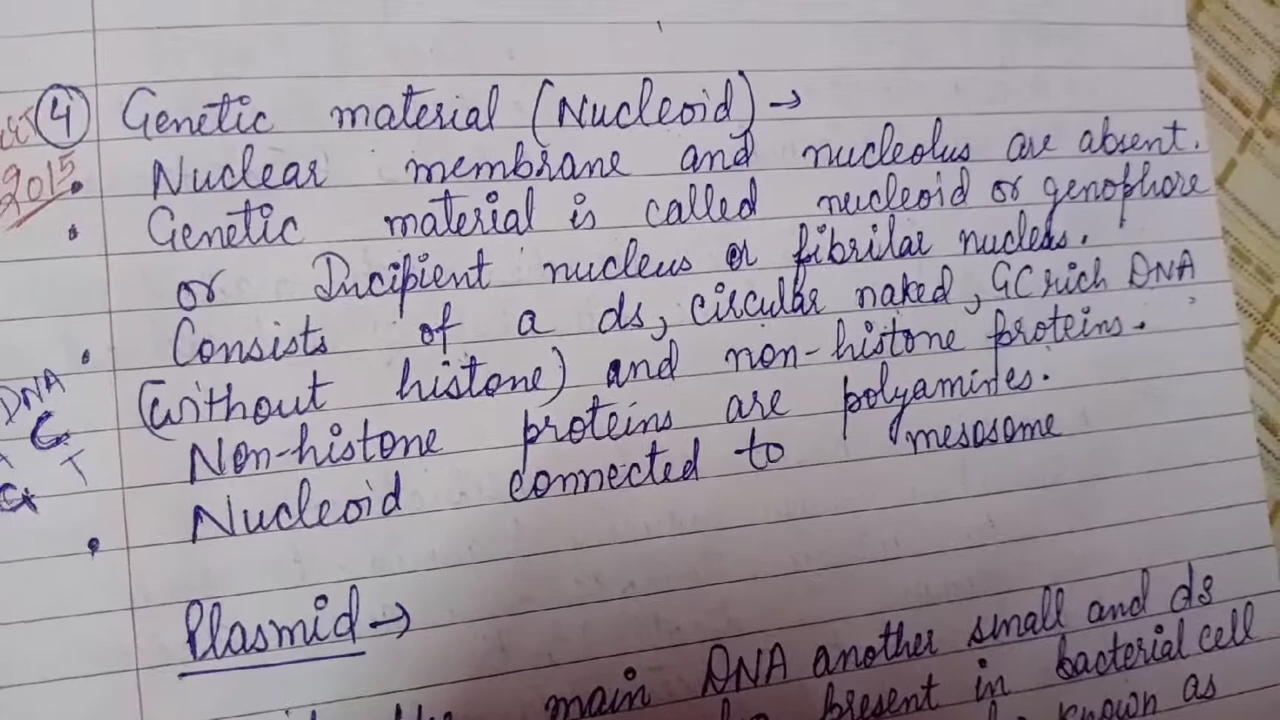 ④ Genetic material (Nucleoid) →
2015
• Nuclear membrane and nucleolus are absent.
• Genetic material is called nucleoid or genophore
or Incipient nucleus or fibrilar nucleus.
• Consists of a ds, circular naked, GC rich DNA
(without histone) and non-histone proteins.
DNA
C
T
G
Non-histone proteins are polyamines.
• Nucleoid connected to mesosome
Plasmid →
main DNA another small and ds
present in bacterial cell
known as